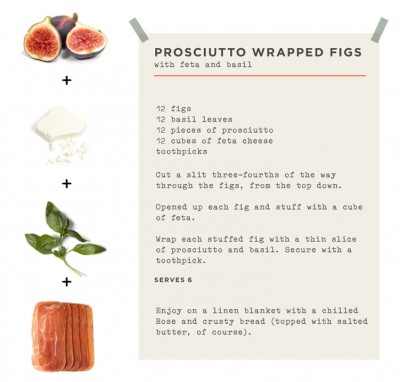 PROSCIUTTO WRAPPED FIGS
with feta and basil
12 figs
12 basil leaves
12 pieces of prosciutto
12 cubes of feta cheese
toothpicks
Cut a slit three-fourths of the way
through the figs, from the top down.
Opened up each fig and stuff with a cube
of feta.
Wrap each stuffed fig with a thin slice
of prosciutto and basil. Secure with a
toothpick.
SERVES 6
Enjoy on a linen blanket with a chilled
Rose and crusty bread (topped with salted
butter, of course).
+
+
+